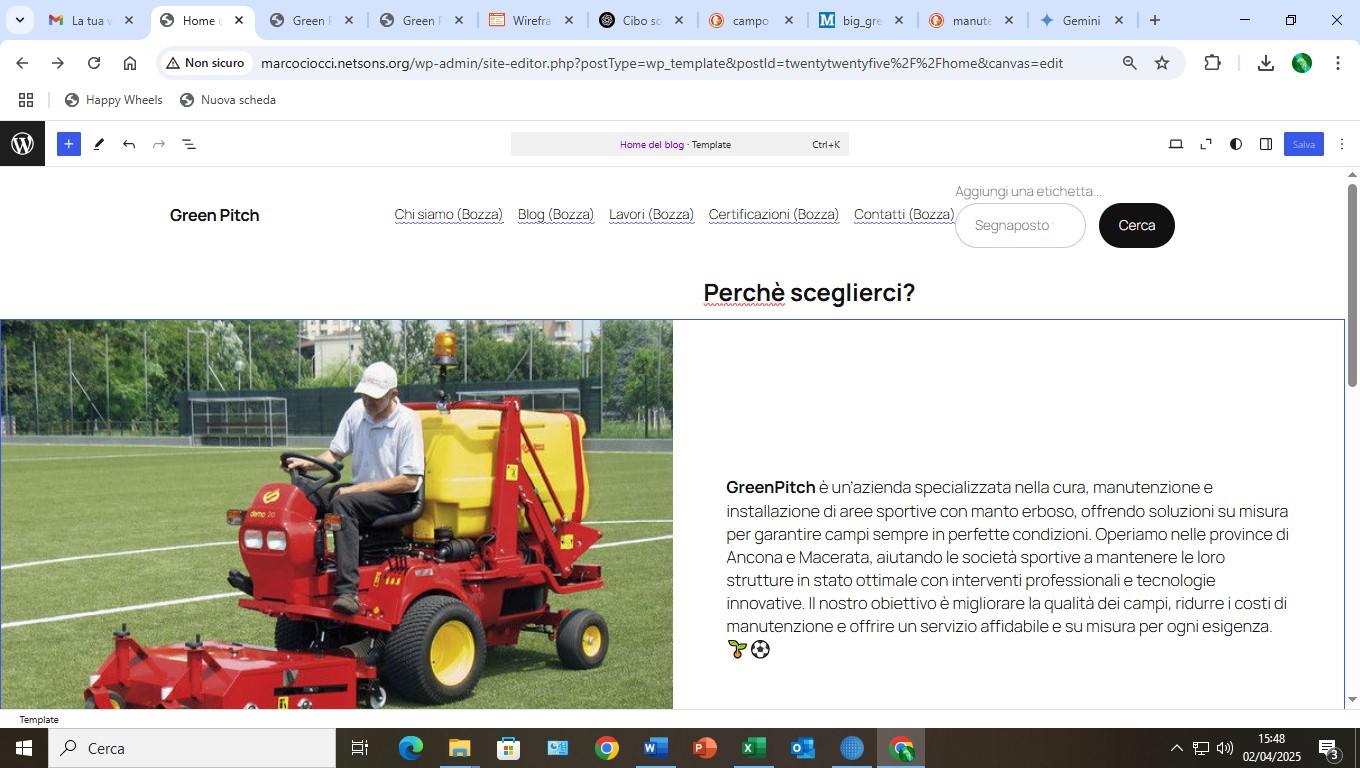 La tua v
Home d
Green P
Green P
Wirefra
Cibo so
campo
big_gre
manute
Gemini
Non sicuro
marcociocci.netsons.org/wp-admin/site-editor.php?postType=wp_template&postId=twentytwentyfive%2F%2Fhome&canvas=edit
Happy Wheels
Nuova scheda
Home del blog · Template
Ctrl+K
Salva
Aggiungi una etichetta...
Green Pitch
Chi siamo (Bozza)
Blog (Bozza)
Lavori (Bozza)
Certificazioni (Bozza)
Contatti (Bozza)
Segnaposto
Cerca
Perchè sceglierci?
demo 20
GreenPitch è un'azienda specializzata nella cura, manutenzione e
installazione di aree sportive con manto erboso, offrendo soluzioni su misura
per garantire campi sempre in perfette condizioni. Operiamo nelle province di
Ancona e Macerata, aiutando le società sportive a mantenere le loro
strutture in stato ottimale con interventi professionali e tecnologie
innovative. Il nostro obiettivo è migliorare la qualità dei campi, ridurre i costi di
manutenzione e offrire un servizio affidabile e su misura per ogni esigenza.
🌱⚽
Template
Cerca
15:48
02/04/2025
3